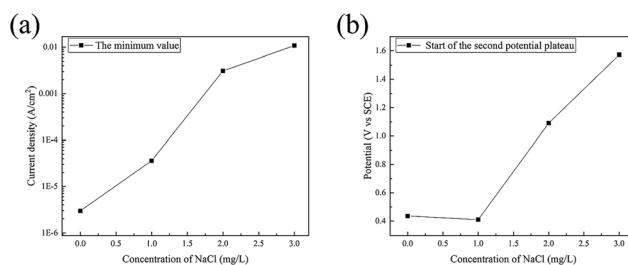 (a)
The minimum value
0.01
0.001
1E-4
1E-5
1E-6
Current density (A/cm²)
0.0 0.5 1.0 1.5 2.0 2.5 3.0
Concentration of NaCl (mg/L)
(b)
Start of the second potential plateau
1.6
1.4
1.2
1.0
0.8
0.6
0.4
Potential (V vs SCE)
0.0 0.5 1.0 1.5 2.0 2.5 3.0
Concentration of NaCl (mg/L)